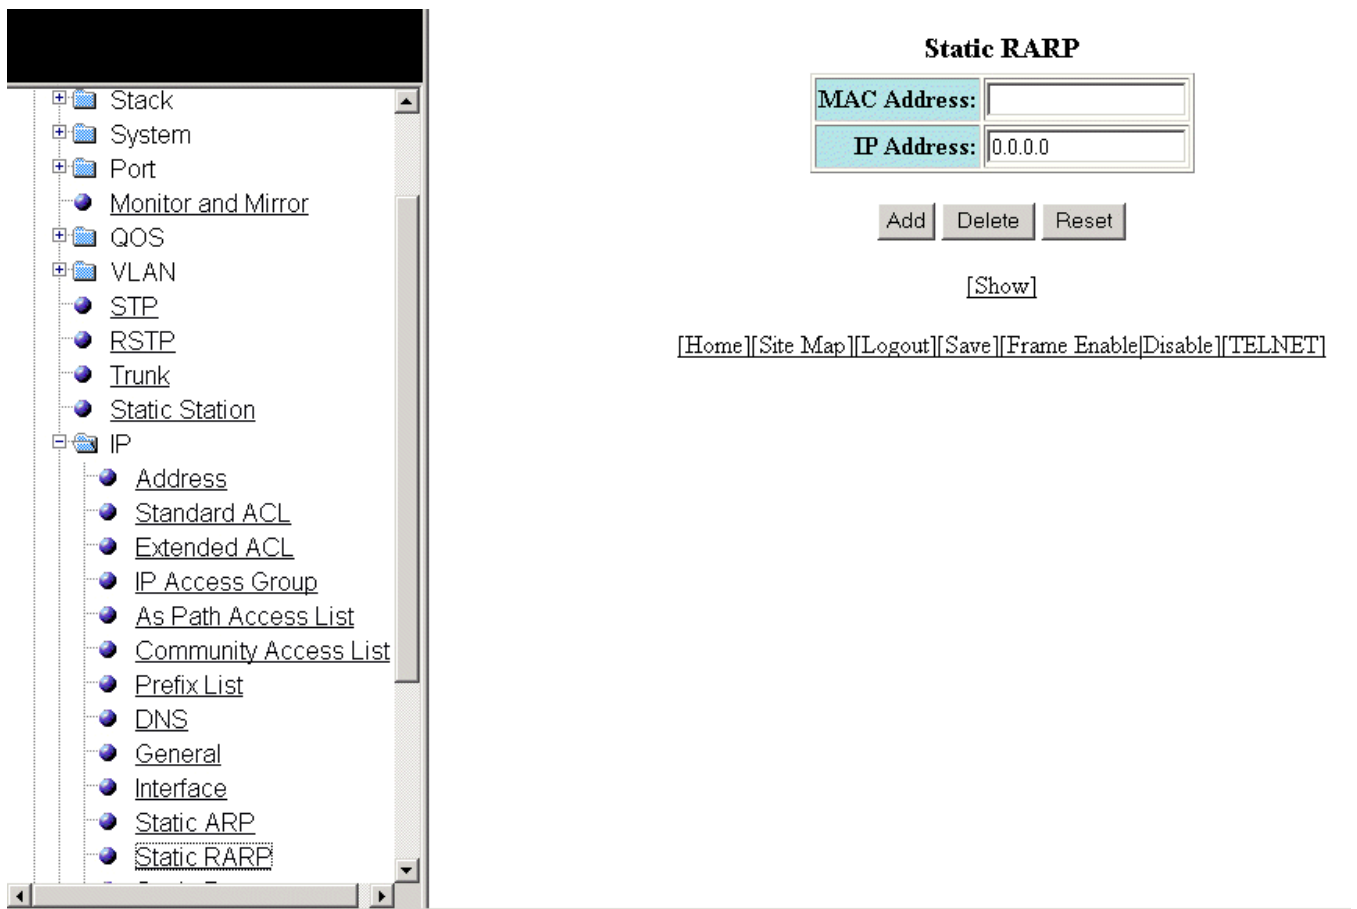 Stack
System
Port
Monitor and Mirror
QOS
VLAN
STP
RSTP
Trunk
Static Station
IP
Address
Standard ACL
Extended ACL
IP Access Group
As Path Access List
Community Access List
Prefix List
DNS
General
Interface
Static ARP
Static RARP
Static RARP
MAC Address:
IP Address: 0.0.0.0
Add Delete Reset
[Show]
[Home][Site Map][Logout][Save][Frame Enable|Disable][TELNET]